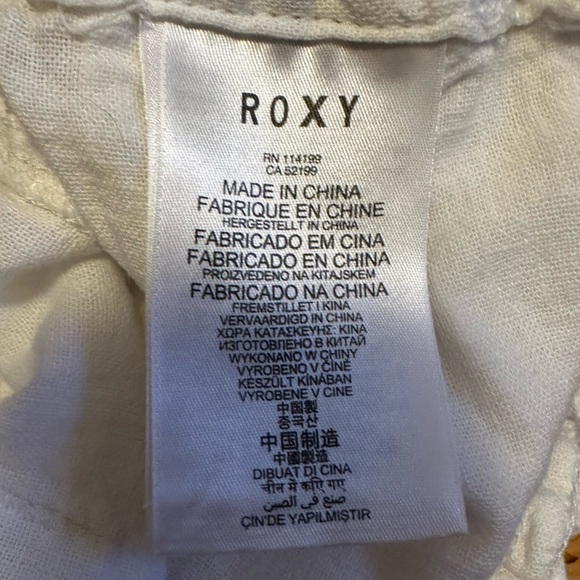 ROXY
RN 114199
CA 52199
MADE IN CHINA
FABRIQUE EN CHINE
HERGESTELLT IN CHINA
FABRICADO EM CINA
FABRICADO EN CHINA
PROIZVEDENO NA KITAJSKEM
FABRICADO NA CHINA
FREMSTILLET I KINA
VERVAARDIGD IN CHINA
ΧΩΡΑ ΚΑΤΑΣΚΕΥΗΣ: ΚΙΝΑ
ИЗГОТОВЛЕНО В КИТАЙ
WYKONANO W CHINY
VYROBENO V ČÍNĚ
KÉSZÜLT KÍNÁBAN
VYROBENE V CINE
中国製
중국산
中国制造
中國製造
DIBUAT DI CINA
चीन में बनाए गए
صنع في الصين
ÇİN'DE YAPILMIŞTIR